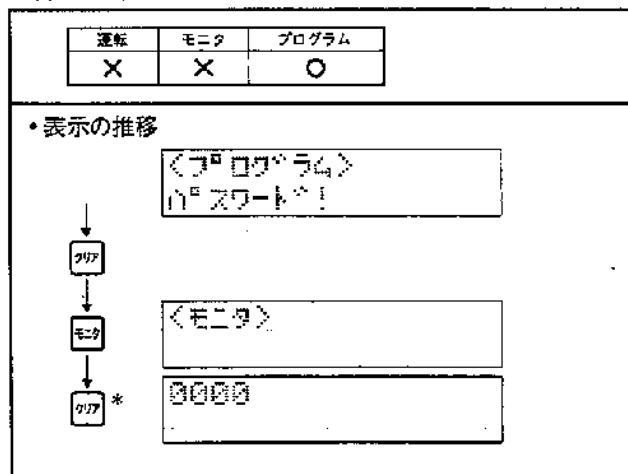 運転 モニタ プログラム
× × ○
・表示の推移
<プログラム>
パスワード!
クリア
モニタ
<モニタ>
クリア *
0000